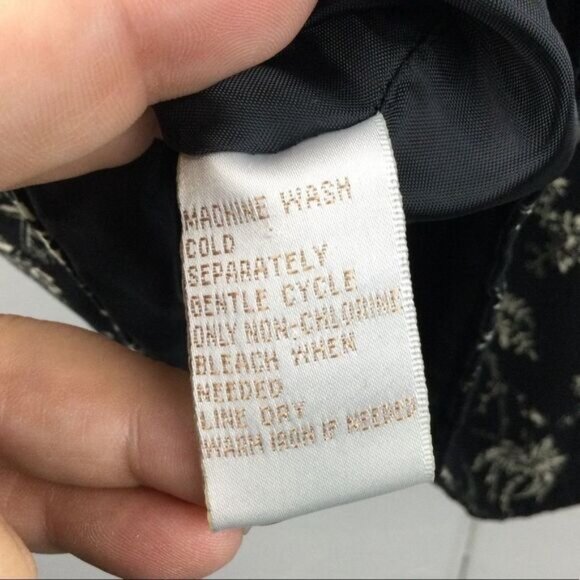 MACHINE WASH
COLD
SEPARATELY
GENTLE CYCLE
ONLY NON-CHLORINE
BLEACH WHEN
NEEDED
LINE DRY
WARM IRON IF NEEDED